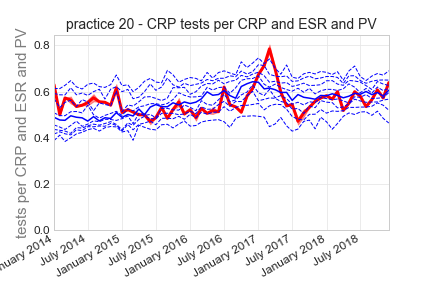 practice 20 - CRP tests per CRP and ESR and PV
tests per CRP and ESR and PV
0.8
0.6
0.4
0.2
0.0
nuary 2014
July 2014
January 2015
July 2015
January 2016
July 2016
January 2017
July 2017
January 2018
July 2018